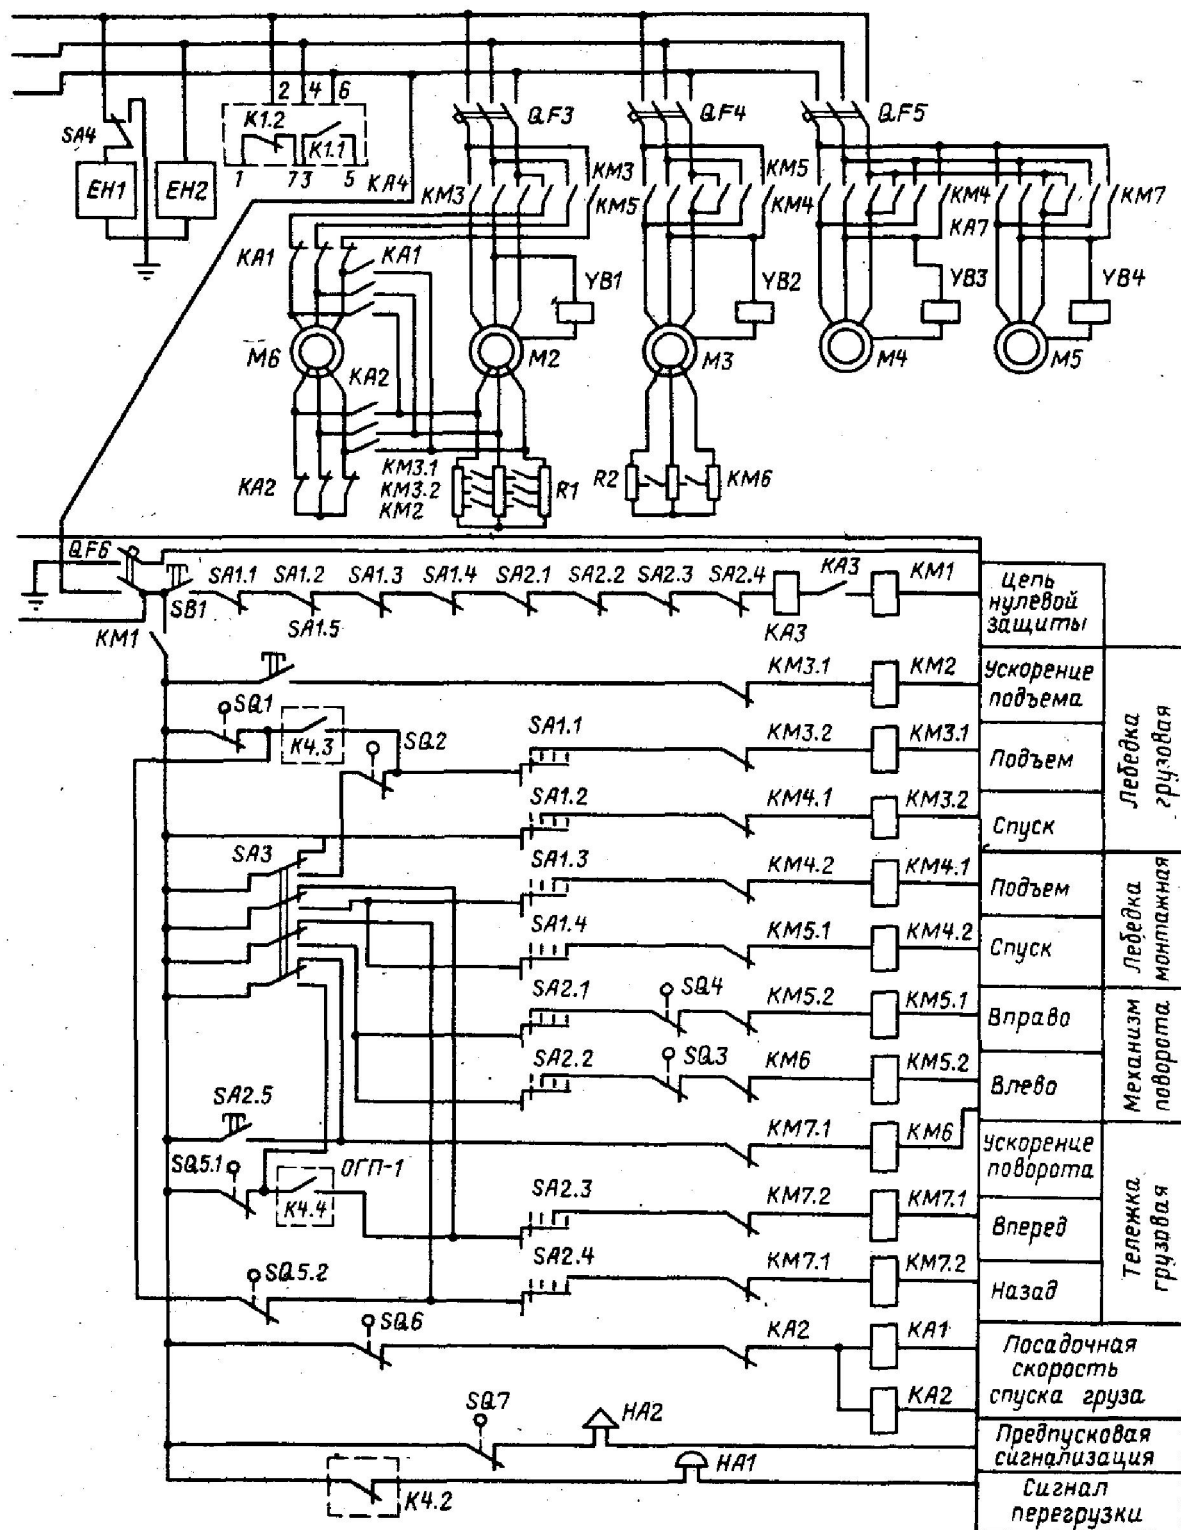 2 4 6
K1.2
K1.1
1 73 5
SA4
EH1
EH2
KA4
QF3
QF4
QF5
KM3
KM3
KM5
KM5
KM4
KM4
KA7
KM7
KA1
KA1
YB1
YB2
YB3
YB4
M6
M2
M3
M4
M5
KA2
KA2
KM3.1
KM3.2
KM2
R1
R2
KM6
QF6
SB1
SA1.1
SA1.2
SA1.3
SA1.4
SA2.1
SA2.2
SA2.3
SA2.4
KA3
KM1
KA3
SA1.5
KM1
Цепь
нулевой
защиты
KM3.1
KM2
Ускорение
подъема
SQ1
K4.3
SQ2
SA1.1
KM3.2
KM3.1
Подъем
SA1.2
KM4.1
KM3.2
Спуск
Лебедка
грузовая
SA3
SA1.3
KM4.2
KM4.1
Подъем
SA1.4
KM5.1
KM4.2
Спуск
Лебедка
монтажная
SA2.1
SQ4
KM5.2
KM5.1
Вправо
SA2.2
SQ3
KM6
KM5.2
Влево
Механизм
поворота
SA2.5
KM7.1
KM6
Ускорение
поворота
SQ5.1
ОГП-1
K4.4
SA2.3
KM7.2
KM7.1
Вперед
SQ5.2
SA2.4
KM7.1
KM7.2
Назад
Тележка
грузовая
SQ6
KA2
KA1
KA2
Посадочная
скорость
спуска груза
SQ7
HA2
Предпусковая
сигнализация
K4.2
HA1
Сигнал
перегрузки